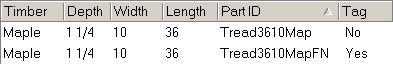 Timber Depth Width Length Part ID Tag
Maple 1 1/4 10 36 Tread3610Map No
Maple 1 1/4 10 36 Tread3610MapFN Yes